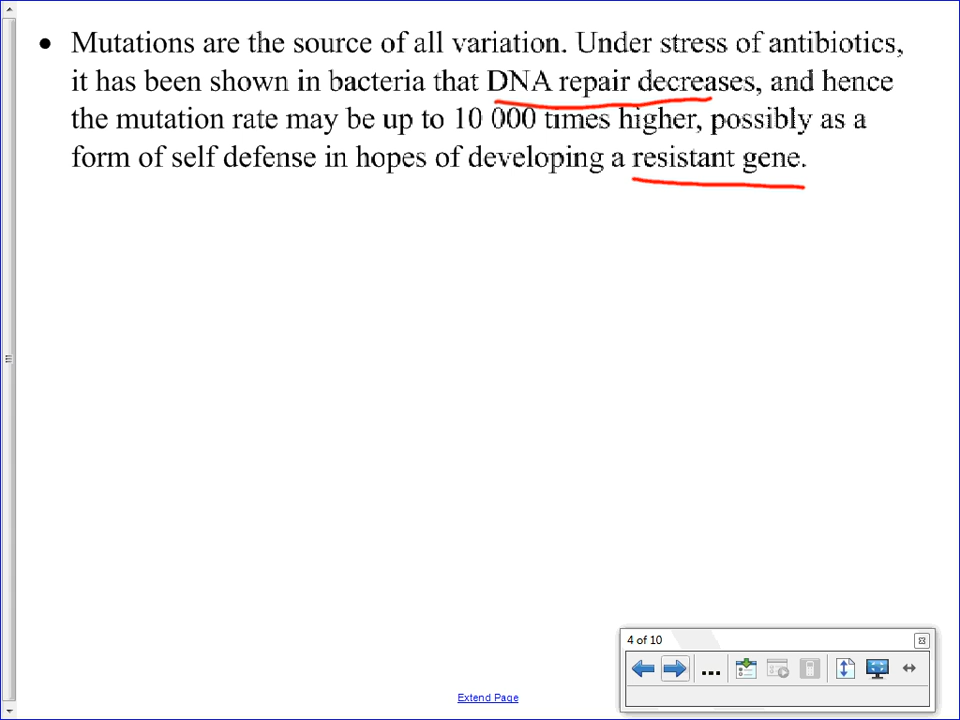 • Mutations are the source of all variation. Under stress of antibiotics,
it has been shown in bacteria that DNA repair decreases, and hence
the mutation rate may be up to 10 000 times higher, possibly as a
form of self defense in hopes of developing a resistant gene.
4 of 10
...
Extend Page